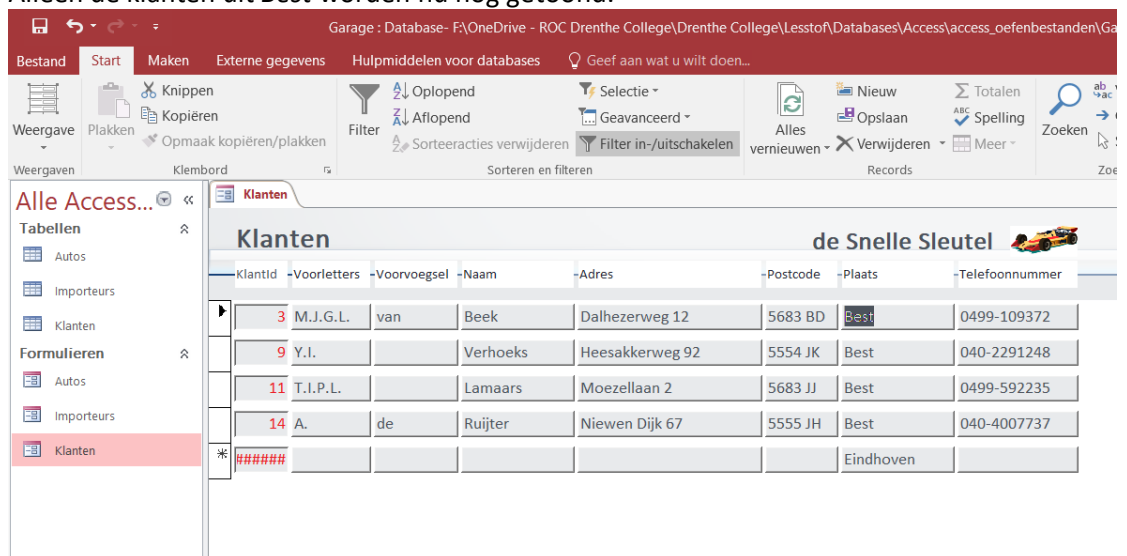 Alleen de klanten uit Best worden nu nog getoond.
Garage : Database- F:\OneDrive - ROC Drenthe College\Drenthe College\Lesstof\Databases\Access\access_oefenbestanden\Ga
Bestand Start Maken Externe gegevens Hulpmiddelen voor databases Geef aan wat u wilt doen...
Weergave
Plakken
Knippen
Kopiëren
Opmaak kopiëren/plakken
Filter
Oplopend
Aflopend
Sorteeracties verwijderen
Selectie
Geavanceerd
Filter in-/uitschakelen
Alles
vernieuwen
Nieuw
Opslaan
Verwijderen
Totalen
Spelling
Meer
Zoeken
Weergaven Klembord Sorteren en filteren Records Zoe
Alle Access...
Tabellen
Autos
Importeurs
Klanten
Formulieren
Autos
Importeurs
Klanten
Klanten
Klanten de Snelle Sleutel
KlantId Voorletters Voorvoegsel Naam Adres Postcode Plaats Telefoonnummer
3 M.J.G.L. van Beek Dalhezerweg 12 5683 BD Best 0499-109372
9 Y.I. Verhoeks Heesakkerweg 92 5554 JK Best 040-2291248
11 T.I.P.L. Lamaars Moezellaan 2 5683 JJ Best 0499-592235
14 A. de Ruijter Niewen Dijk 67 5555 JH Best 040-4007737
###### Eindhoven